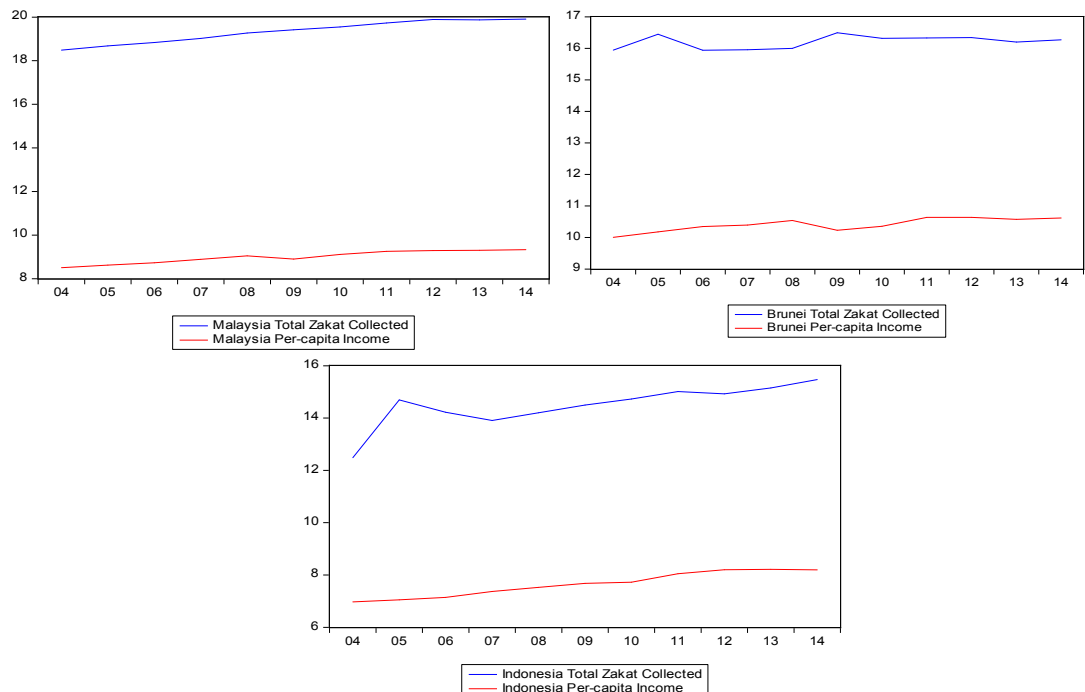 20
18
16
14
12
10
8
04 05 06 07 08 09 10 11 12 13 14
Malaysia Total Zakat Collected
Malaysia Per-capita Income
17
16
15
14
13
12
11
10
9
04 05 06 07 08 09 10 11 12 13 14
Brunei Total Zakat Collected
Brunei Per-capita Income
16
14
12
10
8
6
04 05 06 07 08 09 10 11 12 13 14
Indonesia Total Zakat Collected
Indonesia Per-capita Income